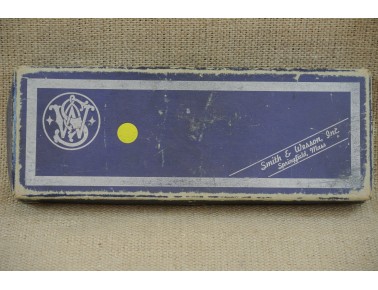 S&W
Smith & Wesson, Inc.
Springfield, Mass.